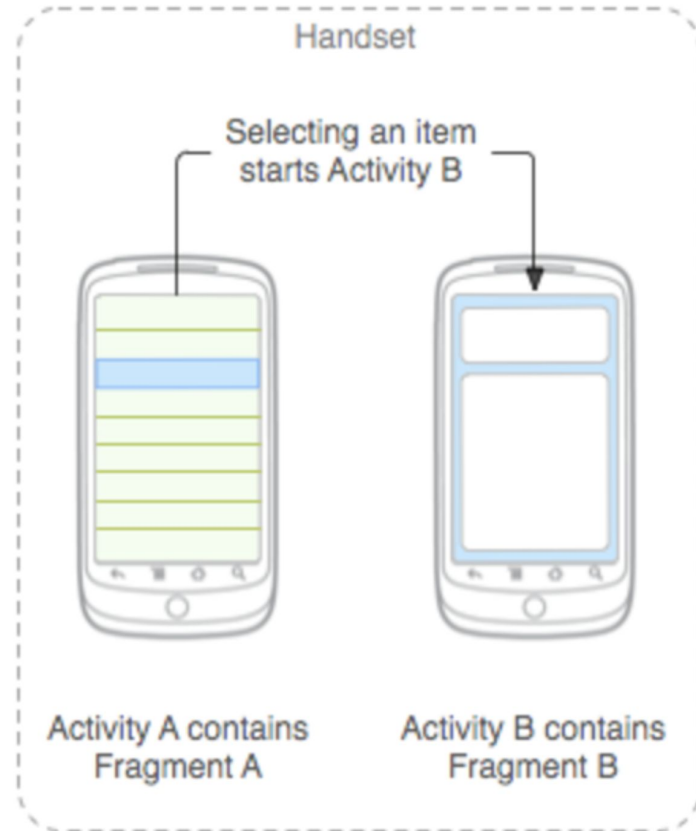 Handset
Selecting an item
starts Activity B
Activity A contains
Fragment A
Activity B contains
Fragment B